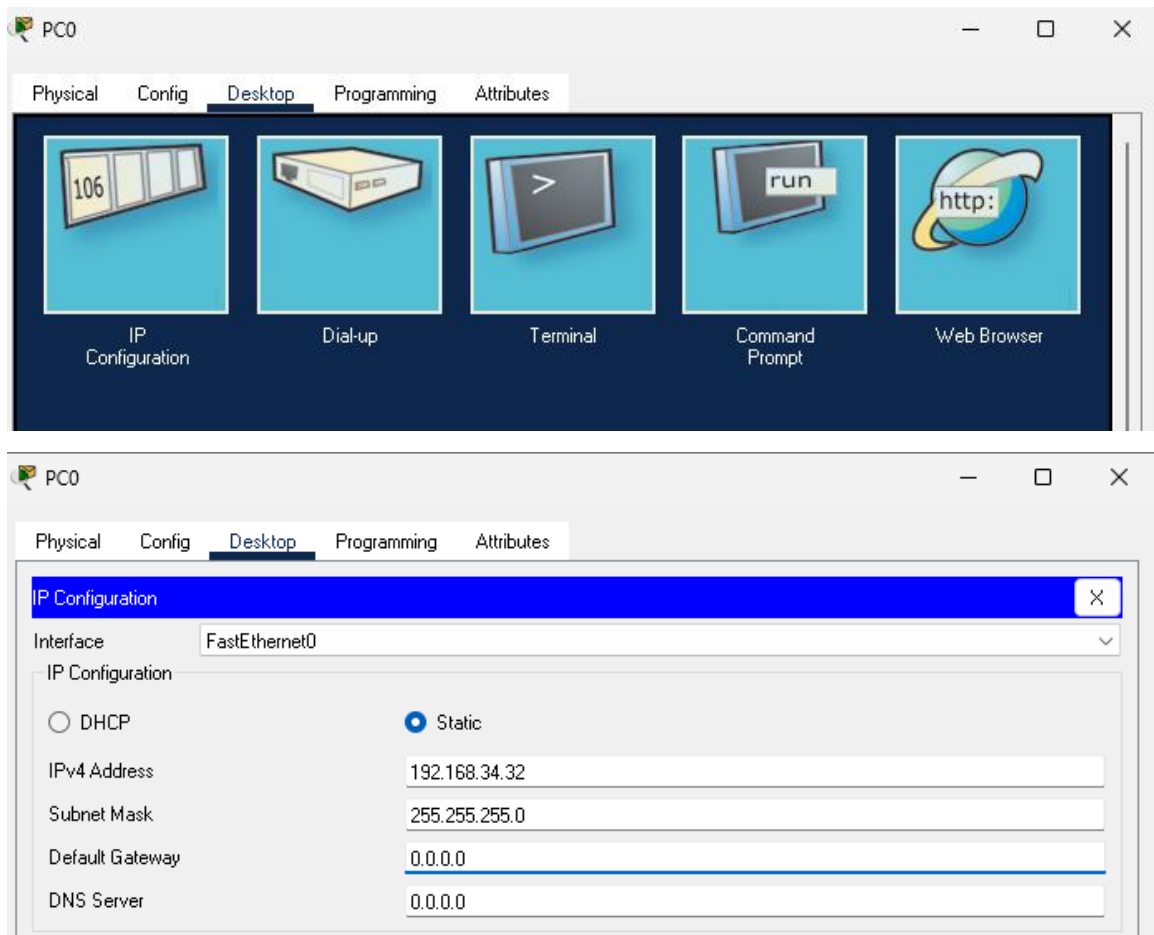 PC0
Physical Config Desktop Programming Attributes
106
>
run
http:
IP
Configuration
Dial-up
Terminal
Command
Prompt
Web Browser
PC0
Physical Config Desktop Programming Attributes
IP Configuration
X
Interface FastEthernet0
IP Configuration
DHCP Static
IPv4 Address 192.168.34.32
Subnet Mask 255.255.255.0
Default Gateway 0.0.0.0
DNS Server 0.0.0.0